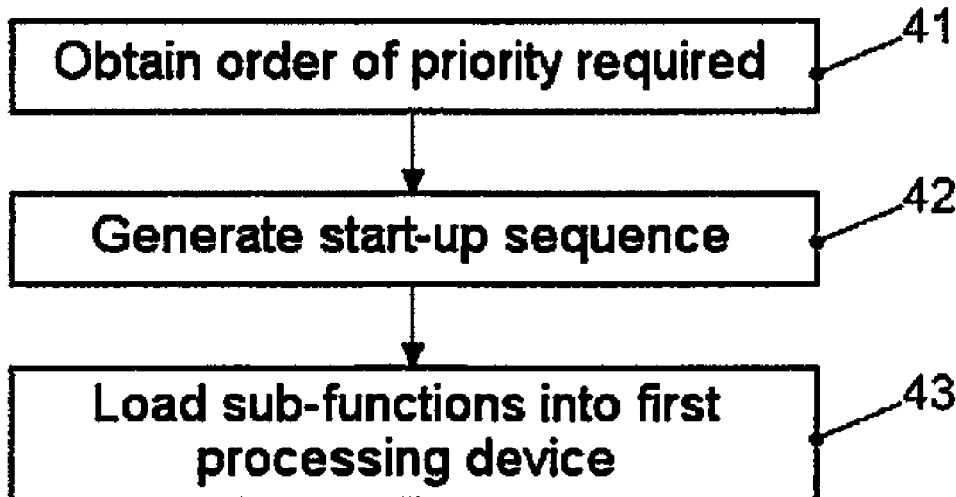 Obtain order of priority required
41
Generate start-up sequence
42
Load sub-functions into first
processing device
43